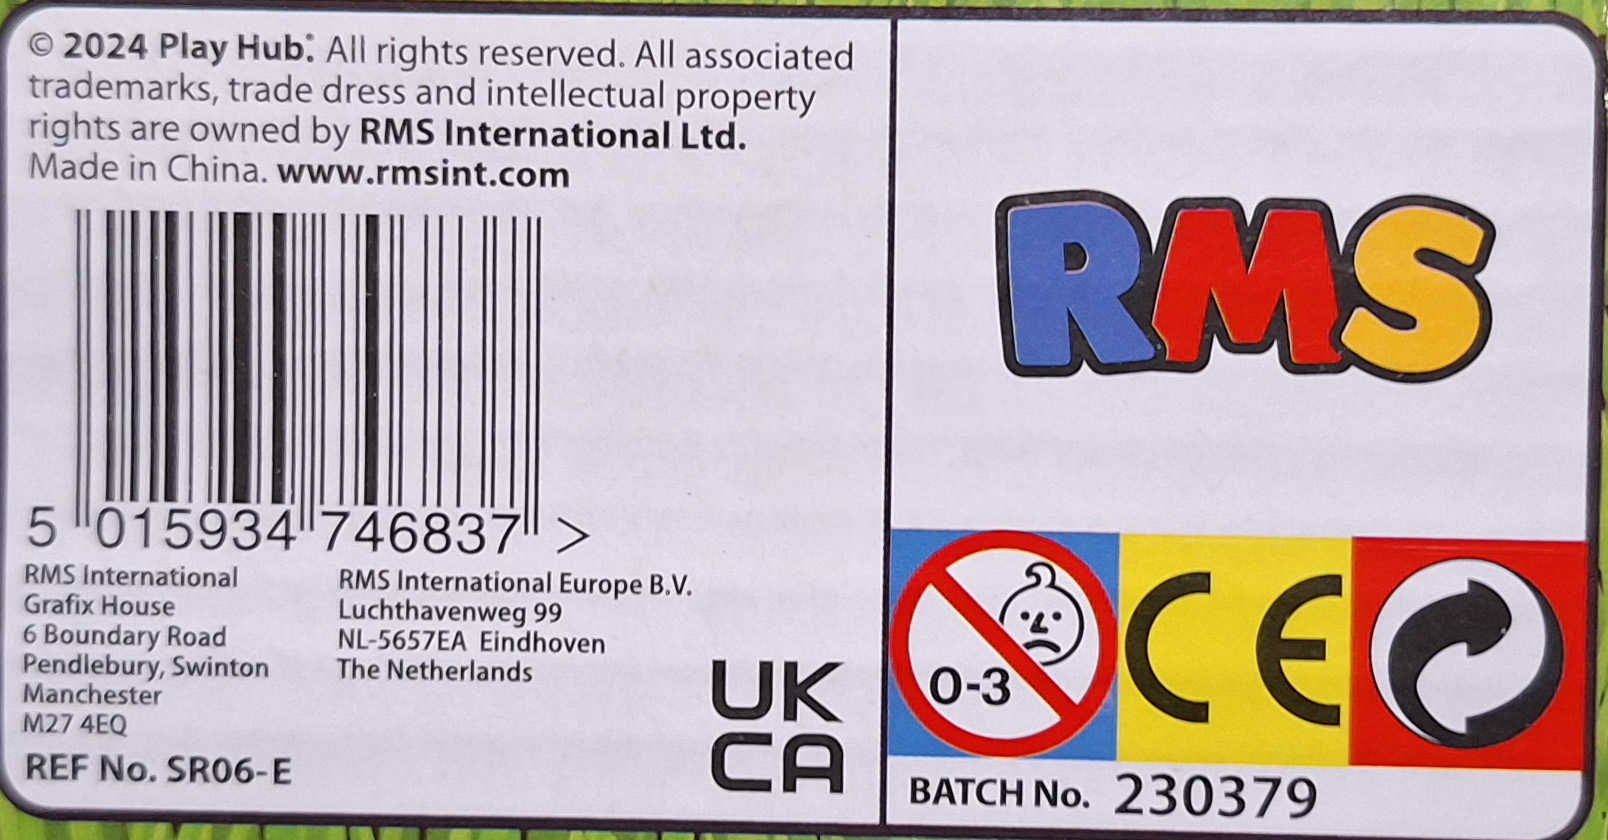 © 2024 Play Hub. All rights reserved. All associated
trademarks, trade dress and intellectual property
rights are owned by RMS International Ltd.
Made in China. www.rmsint.com
5 015934 746837 >
RMS International
Grafix House
6 Boundary Road
Pendlebury, Swinton
Manchester
M27 4EQ
REF No. SR06-E
RMS International Europe B.V.
Luchthavenweg 99
NL-5657EA Eindhoven
The Netherlands
UK
CA
RMS
0-3
CE
BATCH No. 230379